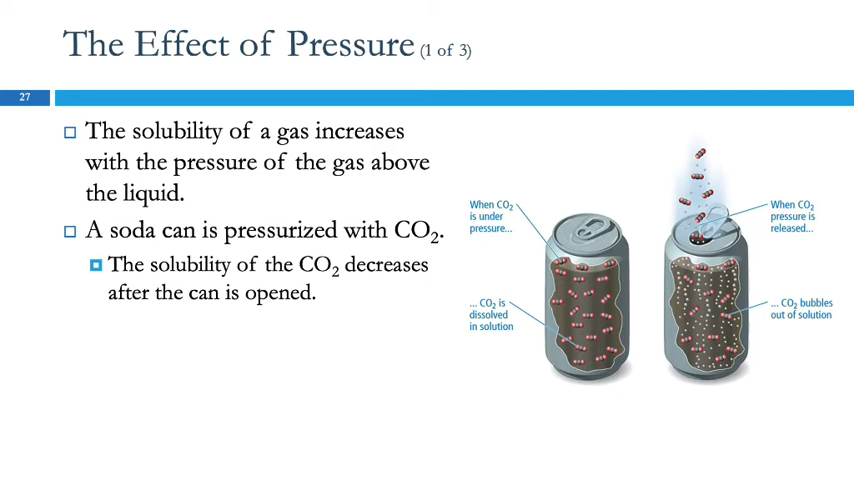 The Effect of Pressure (1 of 3)
27
The solubility of a gas increases
with the pressure of the gas above
the liquid.
A soda can is pressurized with CO₂.
The solubility of the CO₂ decreases
after the can is opened.
When CO₂
is under
pressure...
... CO₂ is
dissolved
in solution
When CO₂
pressure is
released...
... CO₂ bubbles
out of solution